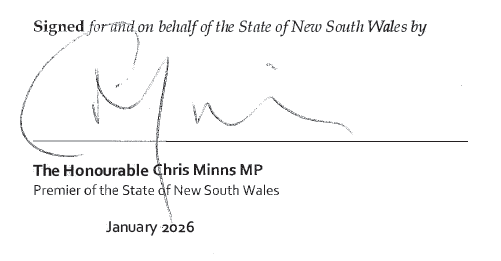 Signed for and on behalf of the State of New South Wales by
The Honourable Chris Minns MP
Premier of the State of New South Wales
January 2026